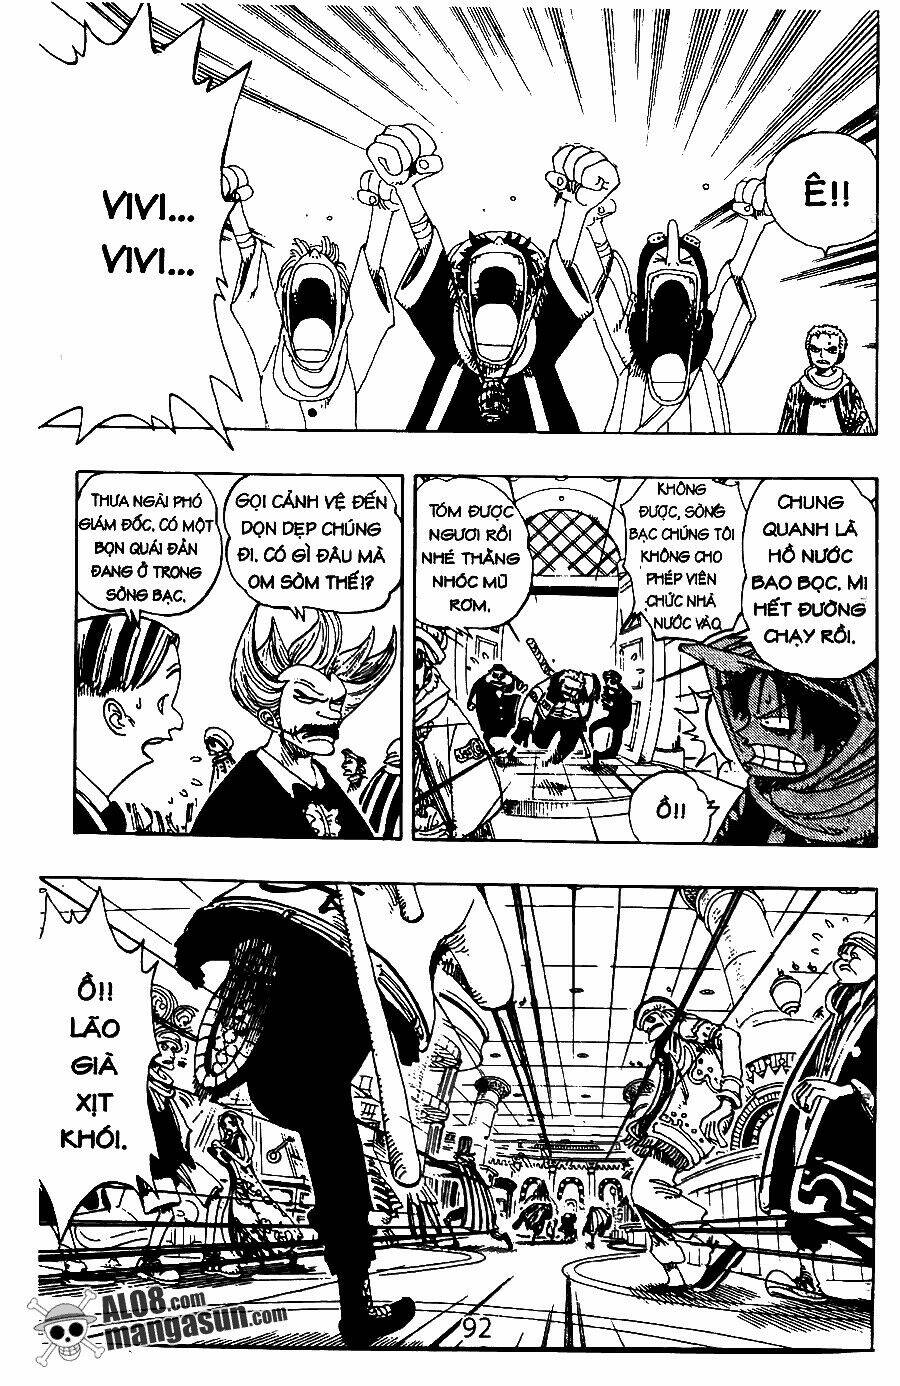 Ê!!
VIVI...
VIVI...
CHUNG
QUANH LÀ
HỒ NƯỚC
BAO BỌC, MI
HẾT ĐƯỜNG
CHẠY RỒI.
KHÔNG
ĐƯỢC, SÒNG
BẠC CHÚNG TÔI
KHÔNG CHO
PHÉP VIÊN
CHỨC NHÀ
NƯỚC VÀO.
TÓM ĐƯỢC
NGƯƠI RỒI
NHÉ THẰNG
NHÓC MŨ
RƠM.
Ồ!!
GỌI CẢNH VỆ ĐẾN
DỌN DẸP CHÚNG
ĐI. CÓ GÌ ĐÂU MÀ
OM SÒM THẾ!?
THƯA NGÀI PHÓ
GIÁM ĐỐC, CÓ MỘT
BỌN QUÁI ĐẢN
ĐANG Ở TRONG
SÒNG BẠC.
Ồ!!
LÃO
GIÀ
XỊT
KHÓI.
ALO8.com
mangasun.com
92